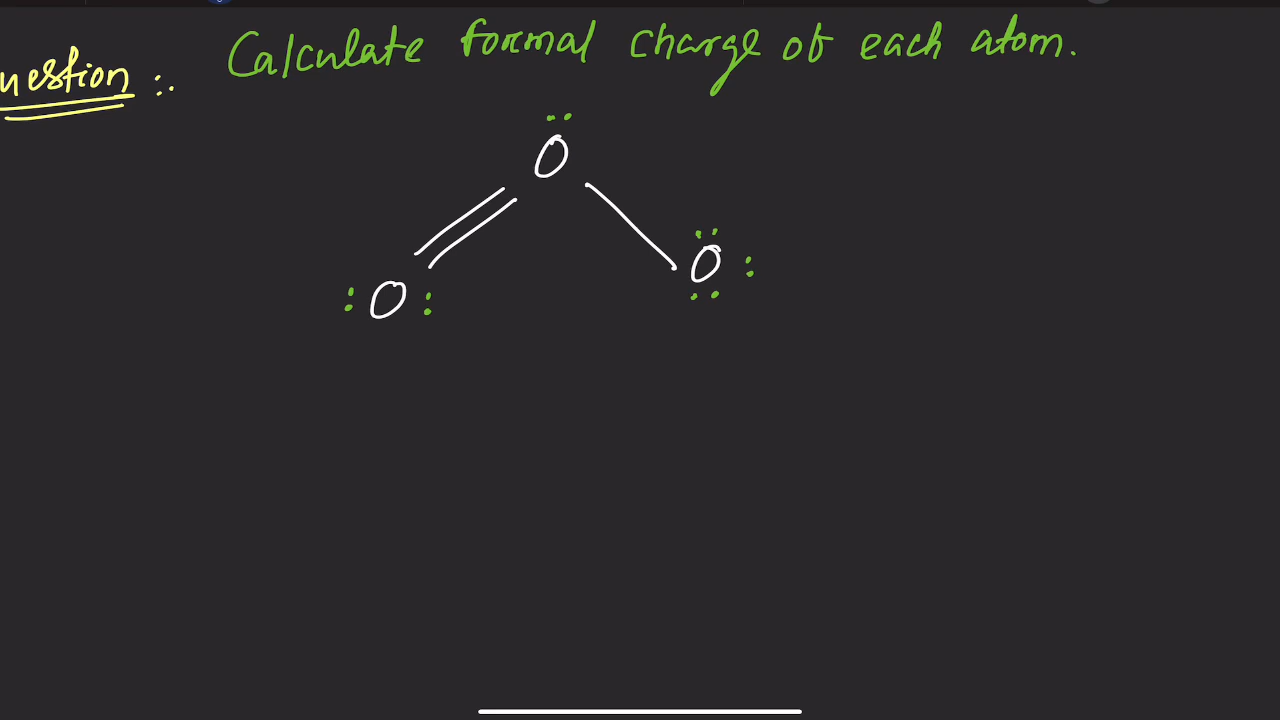 Calculate formal charge of each atom.
uestion :.
O
O
O